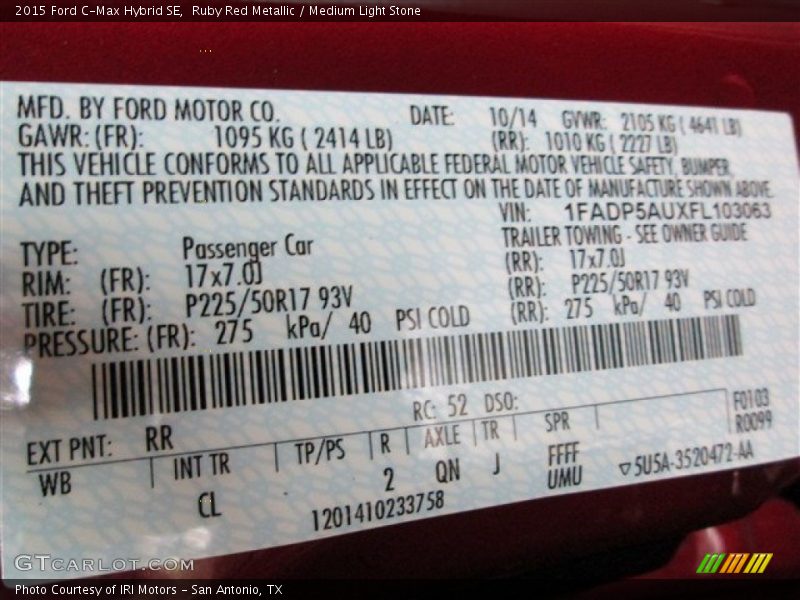 2015 Ford C-Max Hybrid SE,  Ruby Red Metallic / Medium Light Stone
MFD. BY FORD MOTOR CO. DATE: 10/14 GVWR: 2105 KG ( 4641 LB)
GAWR: (FR): 1095 KG ( 2414 LB) (RR): 1010 KG ( 2227 LB)
THIS VEHICLE CONFORMS TO ALL APPLICABLE FEDERAL MOTOR VEHICLE SAFETY, BUMPER,
AND THEFT PREVENTION STANDARDS IN EFFECT ON THE DATE OF MANUFACTURE SHOWN ABOVE.
VIN: 1FADP5AUXFL103063
TYPE: Passenger Car TRAILER TOWING - SEE OWNER GUIDE
RIM: (FR): 17x7.0J (RR): 17x7.0J
TIRE: (FR): P225/50R17 93V (RR): P225/50R17 93V
PRESSURE: (FR): 275 kPa/ 40 PSI COLD (RR): 275 kPa/ 40 PSI COLD
RC: 52 DSO: F0103
EXT PNT: RR R0099
WB INT TR TP/PS R AXLE TR SPR
CL 2 QN J FFFF
UMU ▽5U5A-3520472-AA
1201410233758
GTCarLot.com
Photo Courtesy of IRI Motors - San Antonio, TX